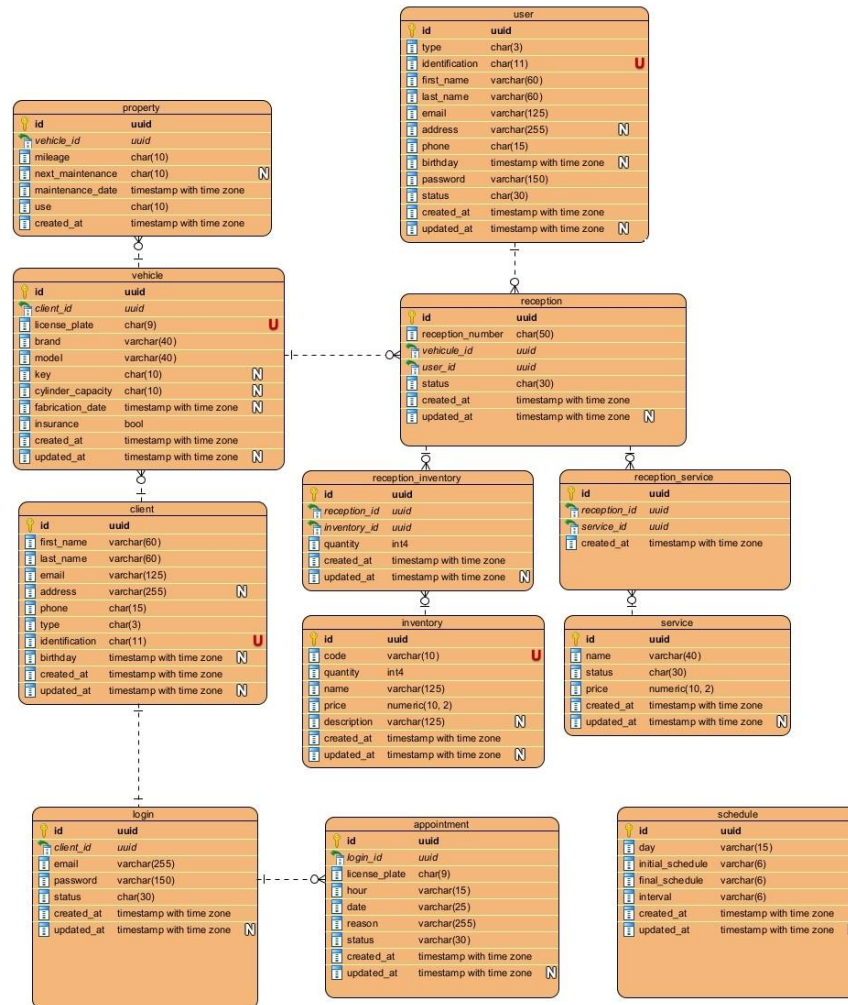 user
id uuid
type char(3)
identification char(11) U
first_name varchar(60)
last_name varchar(60)
email varchar(125)
address varchar(255) N
phone char(15)
birthday timestamp with time zone N
password varchar(150)
status char(30)
created_at timestamp with time zone
updated_at timestamp with time zone N
property
id uuid
vehicle_id uuid
mileage char(10)
next_maintenance char(10) N
maintenance_date timestamp with time zone
use char(10)
created_at timestamp with time zone
vehicle
id uuid
client_id uuid
license_plate char(9) U
brand varchar(40)
model varchar(40)
key char(10) N
cylinder_capacity char(10) N
fabrication_date timestamp with time zone N
insurance bool
created_at timestamp with time zone
updated_at timestamp with time zone N
reception
id uuid
reception_number char(50)
vehicule_id uuid
user_id uuid
status char(30)
created_at timestamp with time zone
updated_at timestamp with time zone N
reception_inventory
id uuid
reception_id uuid
inventory_id uuid
quantity int4
created_at timestamp with time zone
updated_at timestamp with time zone N
reception_service
id uuid
reception_id uuid
service_id uuid
created_at timestamp with time zone
client
id uuid
first_name varchar(60)
last_name varchar(60)
email varchar(125)
address varchar(255) N
phone char(15)
type char(3)
identification char(11) U
birthday timestamp with time zone N
created_at timestamp with time zone
updated_at timestamp with time zone N
inventory
id uuid
code varchar(10) U
quantity int4
name varchar(125)
price numeric(10, 2)
description varchar(125) N
created_at timestamp with time zone
updated_at timestamp with time zone N
service
id uuid
name varchar(40)
status char(30)
price numeric(10, 2)
created_at timestamp with time zone
updated_at timestamp with time zone N
login
id uuid
client_id uuid
email varchar(255)
password varchar(150)
status char(30)
created_at timestamp with time zone
updated_at timestamp with time zone N
appointment
id uuid
login_id uuid
license_plate char(9)
hour varchar(15)
date varchar(25)
reason varchar(255)
status varchar(30)
created_at timestamp with time zone
updated_at timestamp with time zone N
schedule
id uuid
day varchar(15)
initial_schedule varchar(6)
final_schedule varchar(6)
interval varchar(6)
created_at timestamp with time zone
updated_at timestamp with time zone